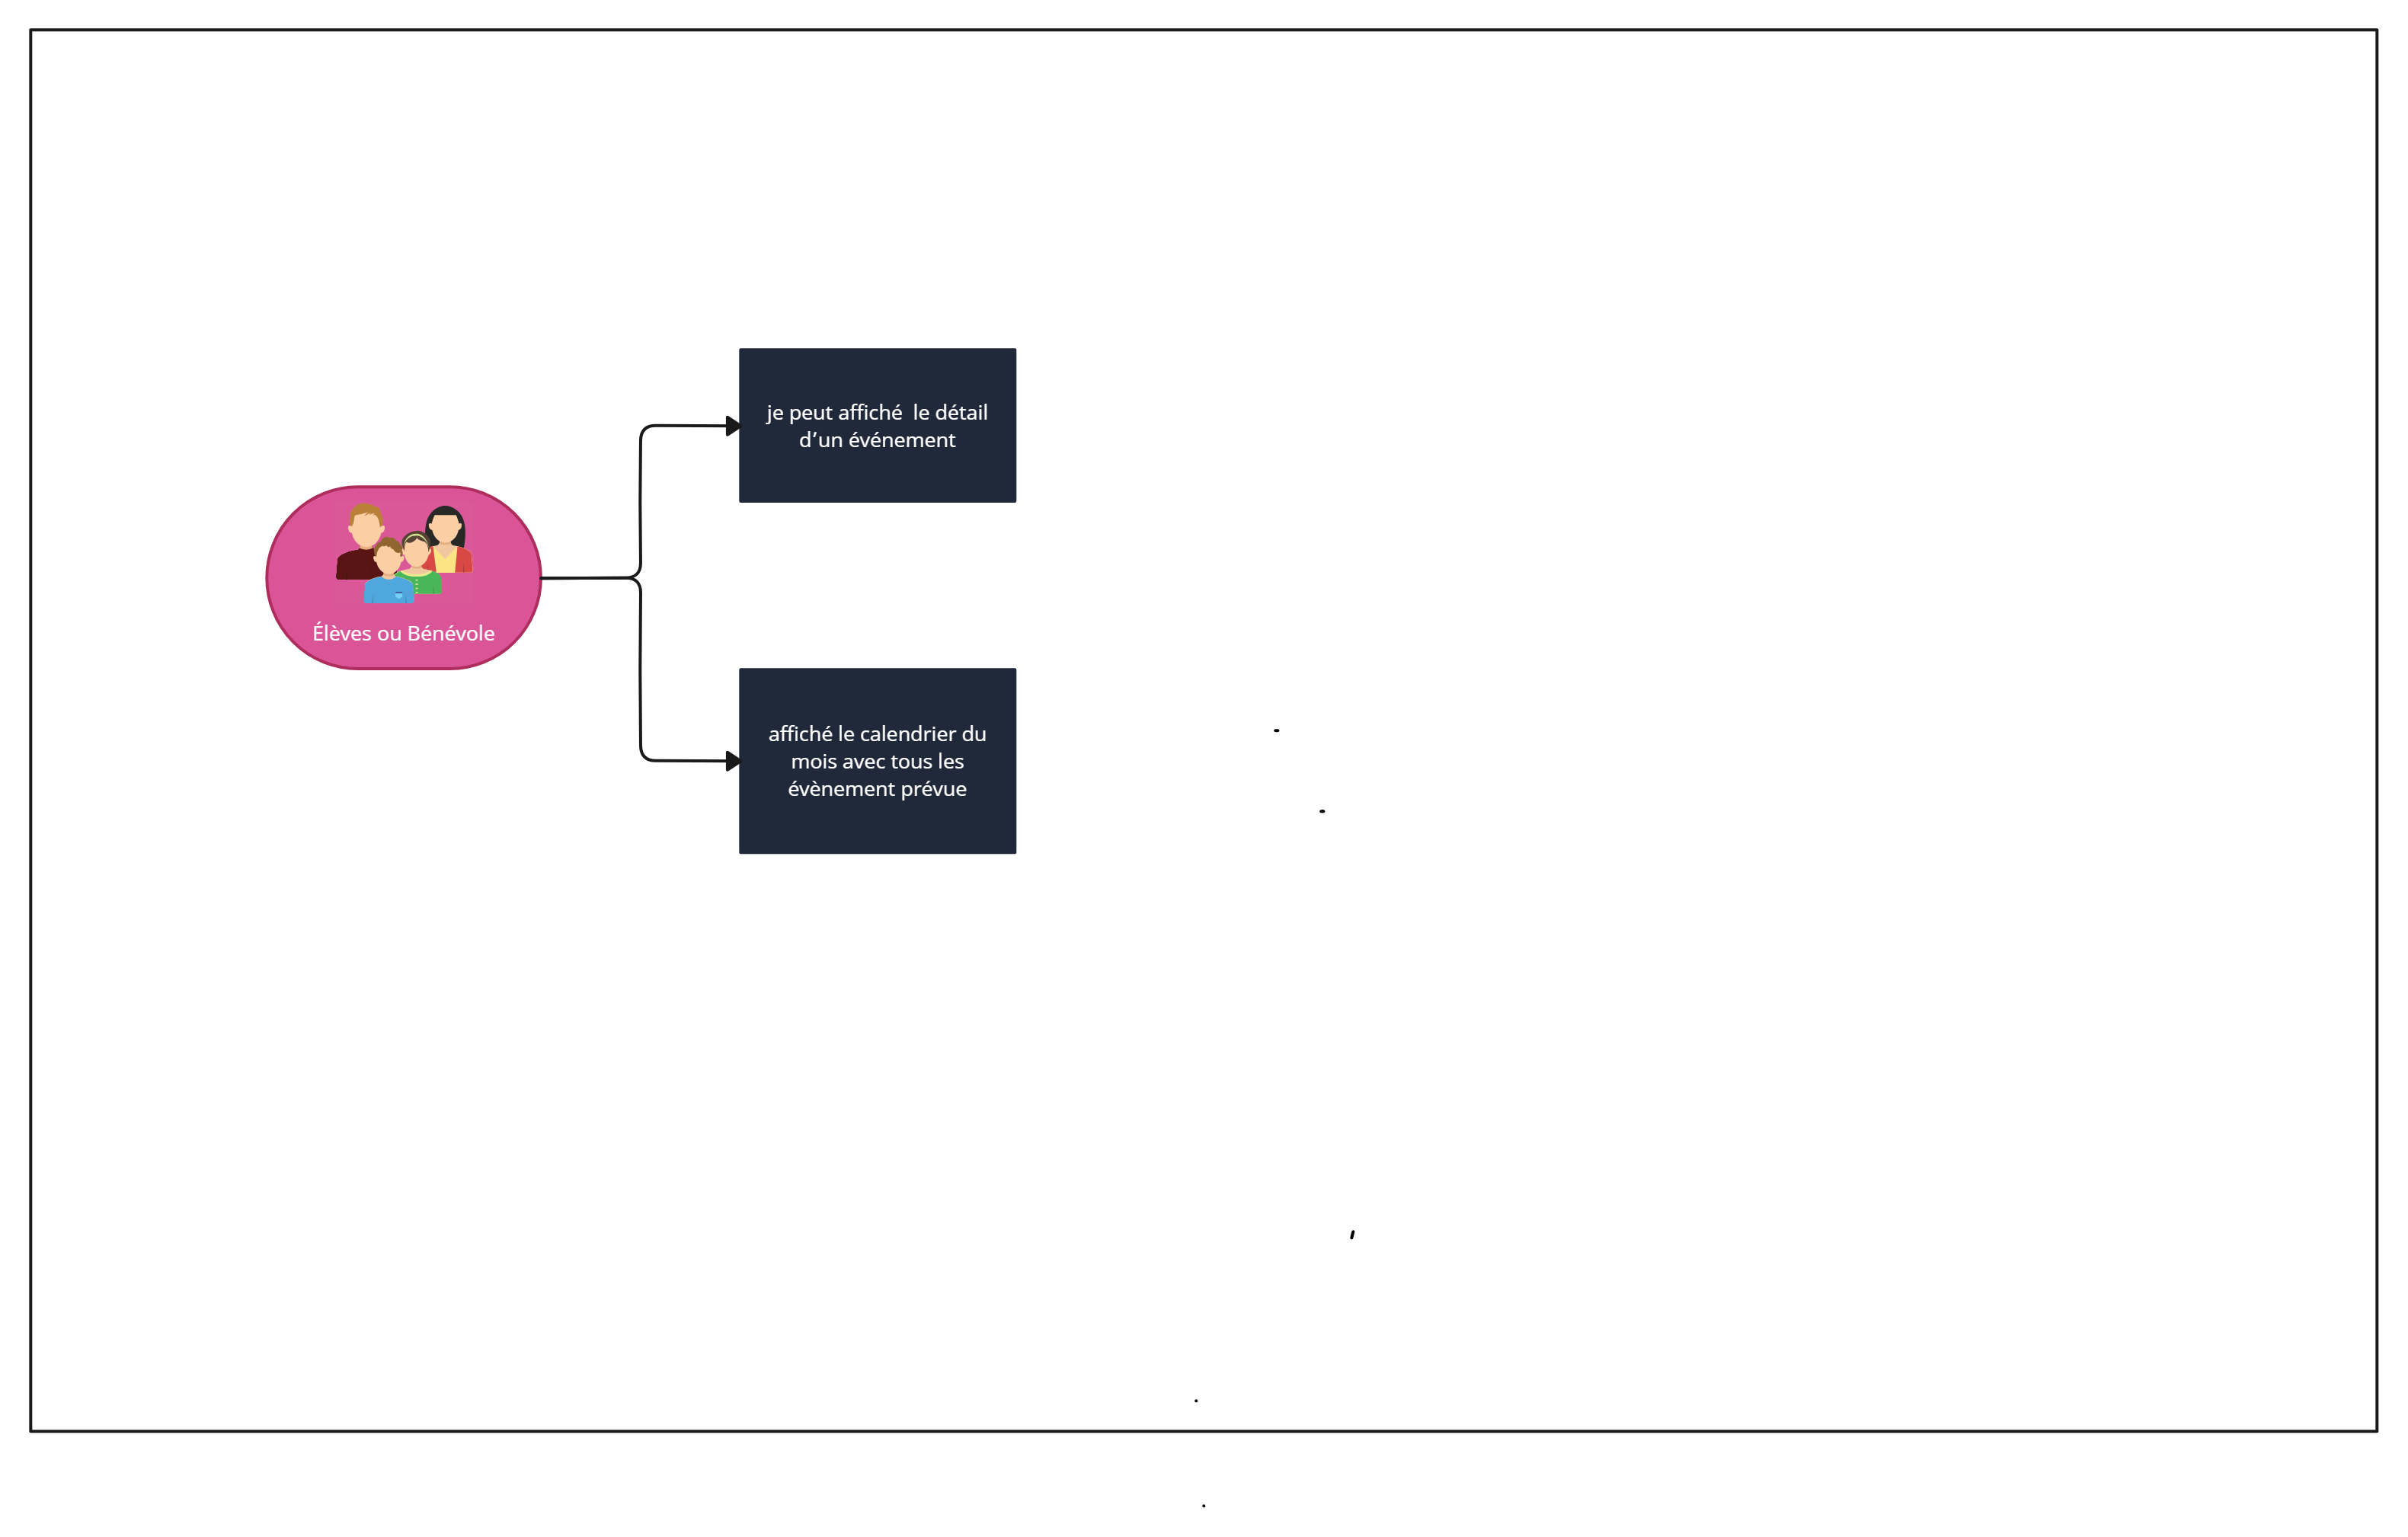 je peut affiché  le détail
d’un événement
Élèves ou Bénévole
affiché le calendrier du
mois avec tous les
évènement prévue